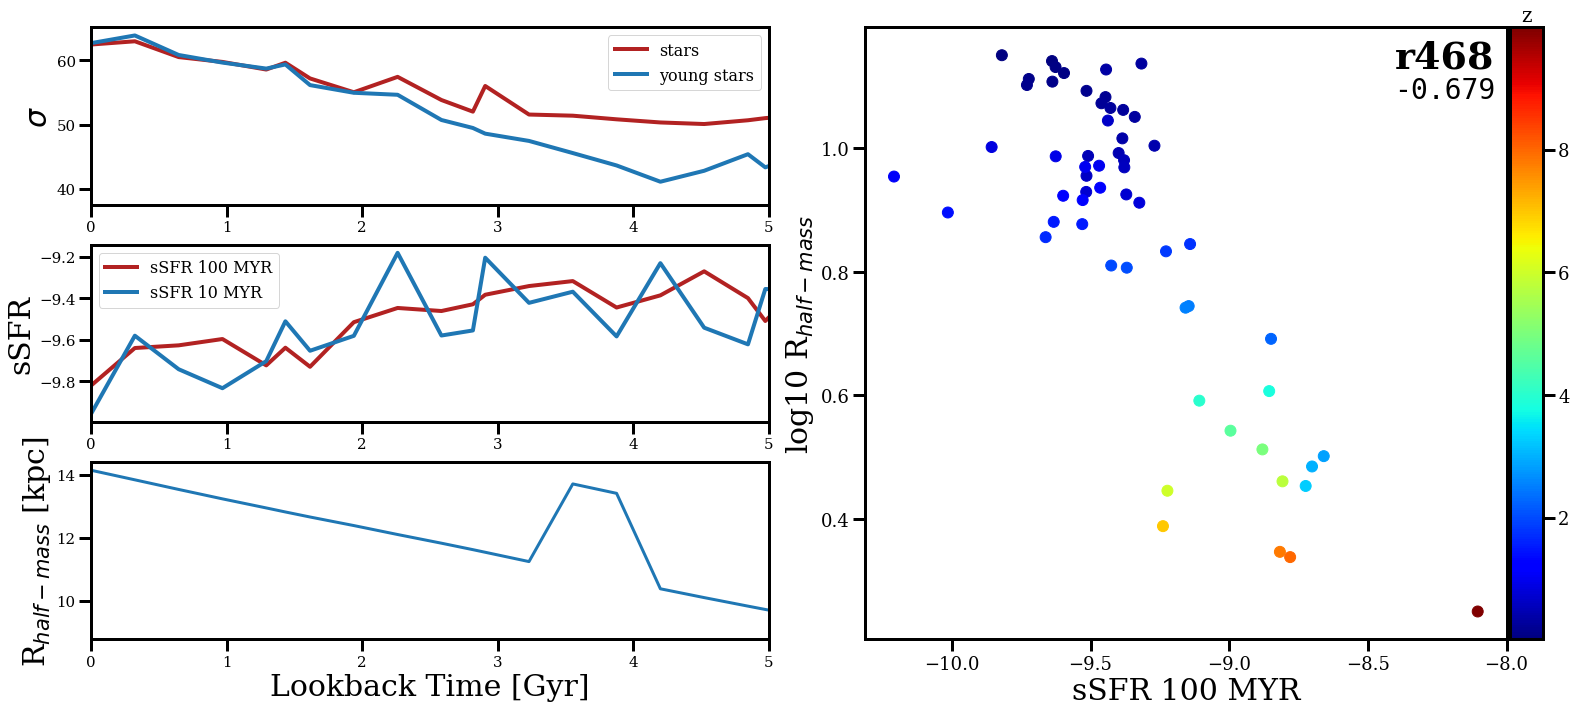 60
50
40
σ
stars
young stars
0 1 2 3 4 5
−9.2
−9.4
−9.6
−9.8
sSFR
sSFR 100 MYR
sSFR 10 MYR
0 1 2 3 4 5
14
12
10
R_{half−mass} [kpc]
0 1 2 3 4 5
Lookback Time [Gyr]
z
r468
-0.679
1.0
0.8
0.6
0.4
log10 R_{half−mass}
−10.0 −9.5 −9.0 −8.5 −8.0
sSFR 100 MYR
8
6
4
2